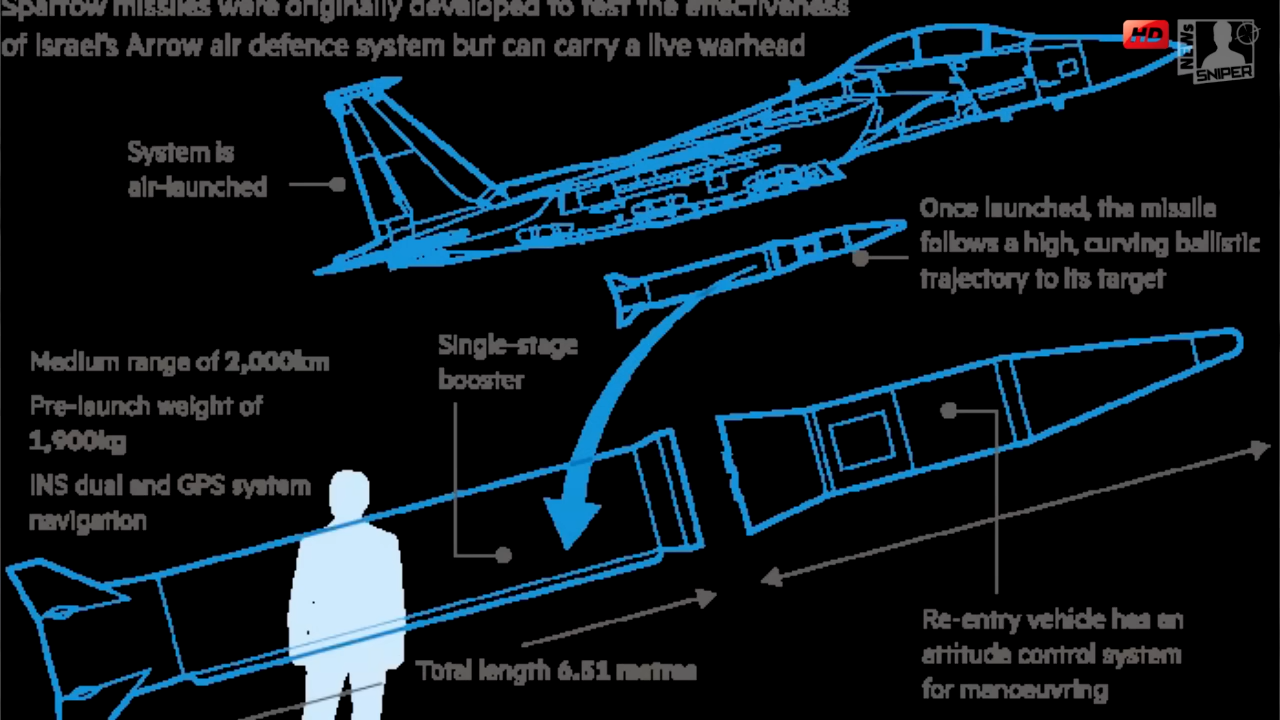 Sparrow missiles were originally developed to test the effectiveness
of Israel's Arrow air defence system but can carry a live warhead
HD
NEWS
SNIPER
System is
air-launched
Once launched, the missile
follows a high, curving ballistic
trajectory to its target
Single-stage
booster
Medium range of 2,000km
Pre-launch weight of
1,900kg
INS dual and GPS system
navigation
Re-entry vehicle has an
attitude control system
for manoeuvring
Total length 6.51 metres